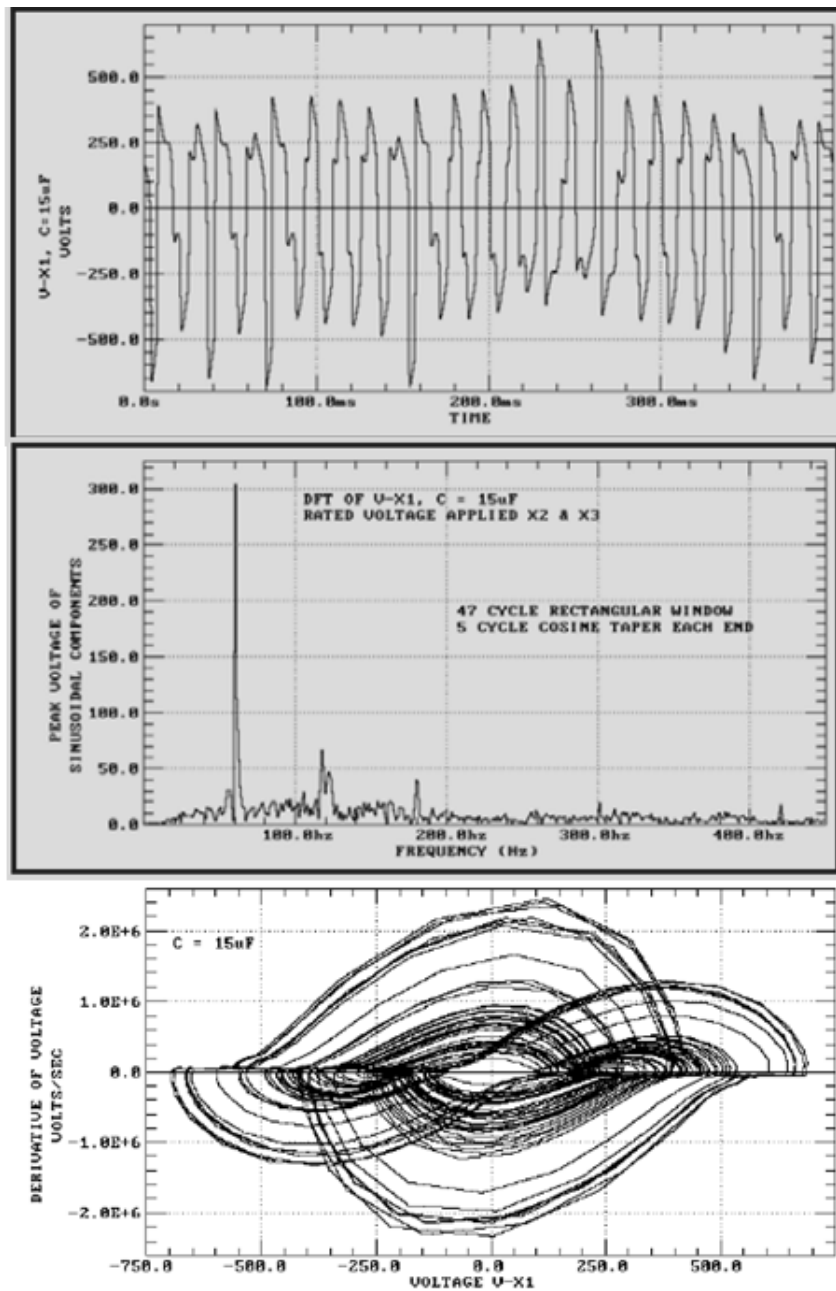 V-X1, C=15uF
VOLTS
500.0
250.0
0.0
-250.0
-500.0
0.0s
100.0ms
200.0ms
300.0ms
TIME
PEAK VOLTAGE OF
SINUSOIDAL COMPONENTS
300.0
250.0
200.0
150.0
100.0
50.0
0.0
DFT OF V-X1, C = 15uF
RATED VOLTAGE APPLIED X2 & X3
47 CYCLE RECTANGULAR WINDOW
5 CYCLE COSINE TAPER EACH END
100.0hz
200.0hz
300.0hz
400.0hz
FREQUENCY (Hz)
DERIVATIVE OF VOLTAGE
VOLTS/SEC
2.0E+6
1.0E+6
0.0
-1.0E+6
-2.0E+6
C = 15uF
-750.0
-500.0
-250.0
0.0
250.0
500.0
VOLTAGE V-X1